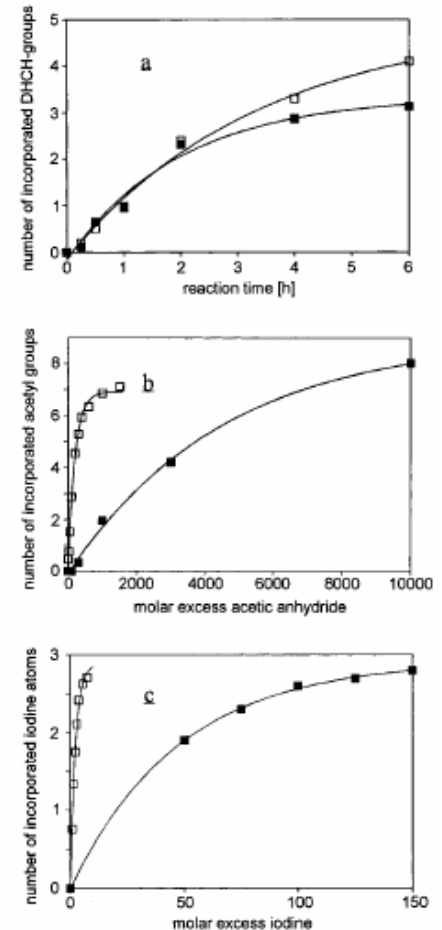 5
4
3
2
1
0
a
0 1 2 3 4 5 6
reaction time [h]
number of incorporated DHCH-groups
8
6
4
2
0
b
0 2000 4000 6000 8000 10000
molar excess acetic anhydride
number of incorporated acetyl groups
3
2
1
0
c
0 50 100 150
molar excess iodine
number of incorporated iodine atoms